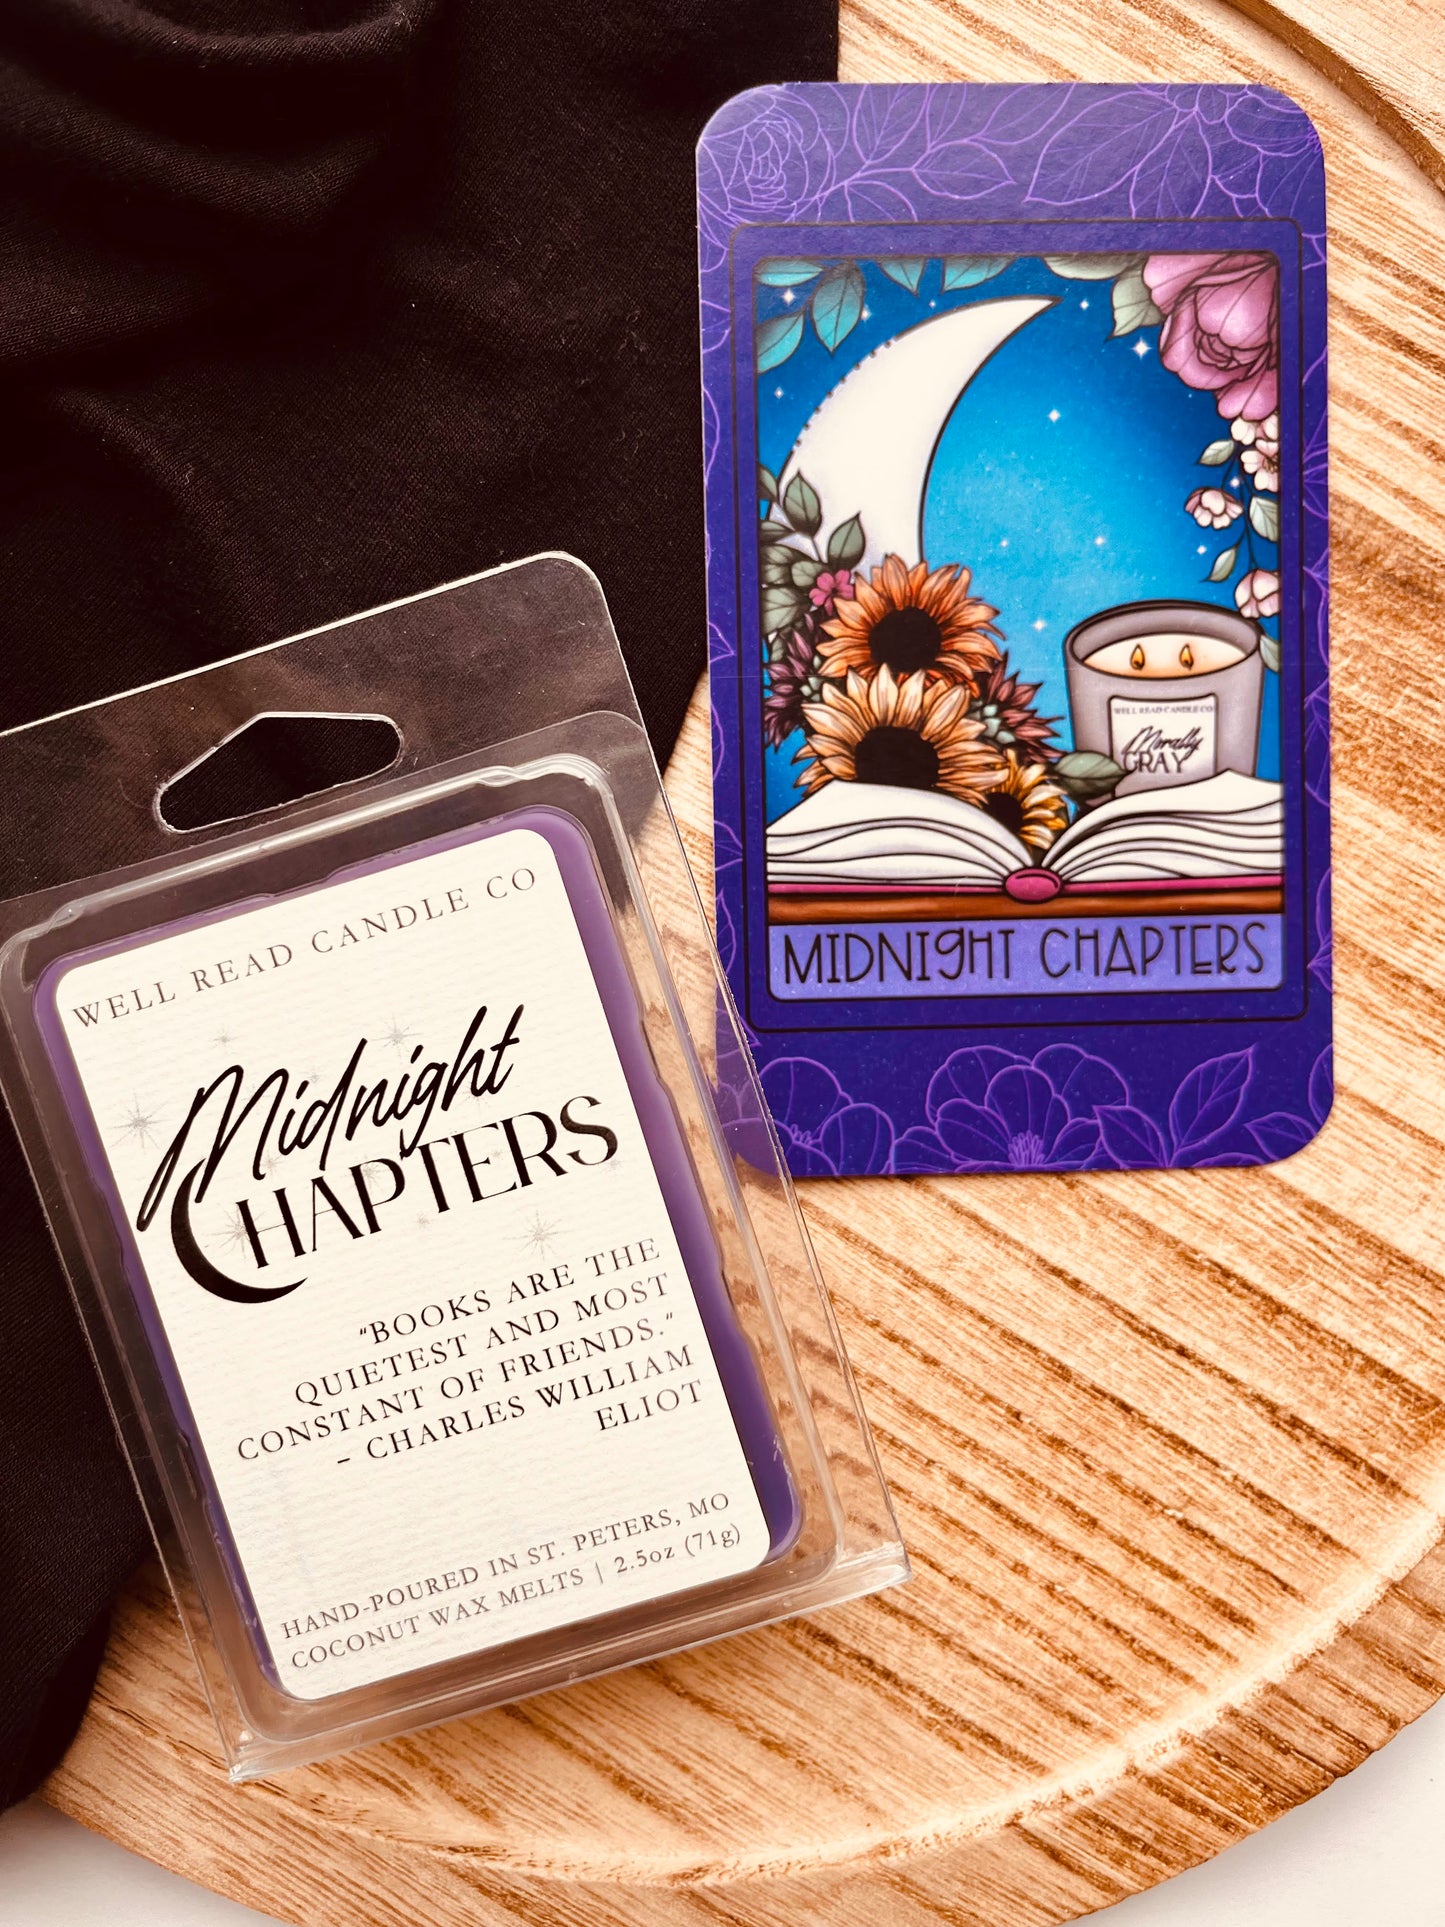 WELL READ CANDLE CO
Morally
GRAY
MIDNIGHT CHAPTERS
WELL READ CANDLE CO
Midnight
CHAPTERS
"BOOKS ARE THE
QUIETEST AND MOST
CONSTANT OF FRIENDS."
- CHARLES WILLIAM
ELIOT
HAND-POURED IN ST. PETERS, MO
COCONUT WAX MELTS | 2.5oz (71g)